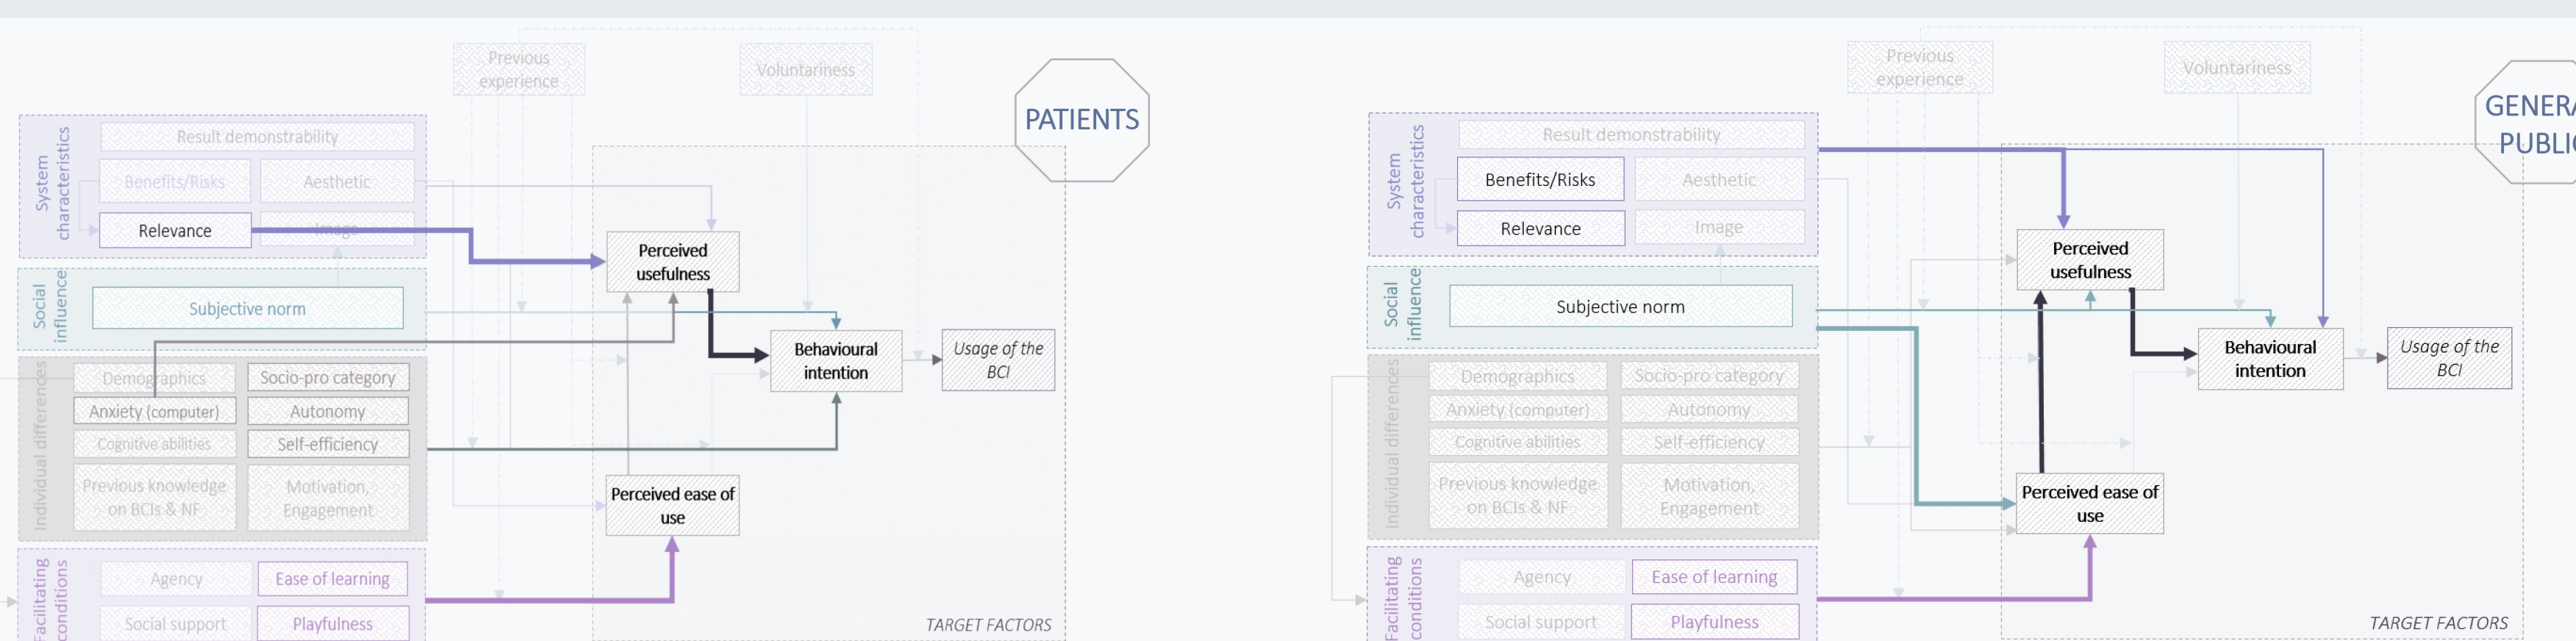 Previous
experience
Voluntariness
PATIENTS
System
characteristics
Result demonstrability
Benefits/Risks
Aesthetic
Relevance
Image
Perceived
usefulness
Social
influence
Subjective norm
Behavioural
intention
Usage of the
BCI
Individual differences
Demographics
Socio-pro category
Anxiety (computer)
Autonomy
Cognitive abilities
Self-efficiency
Previous knowledge
on BCIs & NF
Motivation,
Engagement
Perceived ease of
use
Facilitating
conditions
Agency
Ease of learning
Social support
Playfulness
TARGET FACTORS
Previous
experience
Voluntariness
GENERA
PUBLIC
System
characteristics
Result demonstrability
Benefits/Risks
Aesthetic
Relevance
Image
Perceived
usefulness
Social
influence
Subjective norm
Behavioural
intention
Usage of the
BCI
Individual differences
Demographics
Socio-pro category
Anxiety (computer)
Autonomy
Cognitive abilities
Self-efficiency
Previous knowledge
on BCIs & NF
Motivation,
Engagement
Perceived ease of
use
Facilitating
conditions
Agency
Ease of learning
Social support
Playfulness
TARGET FACTORS